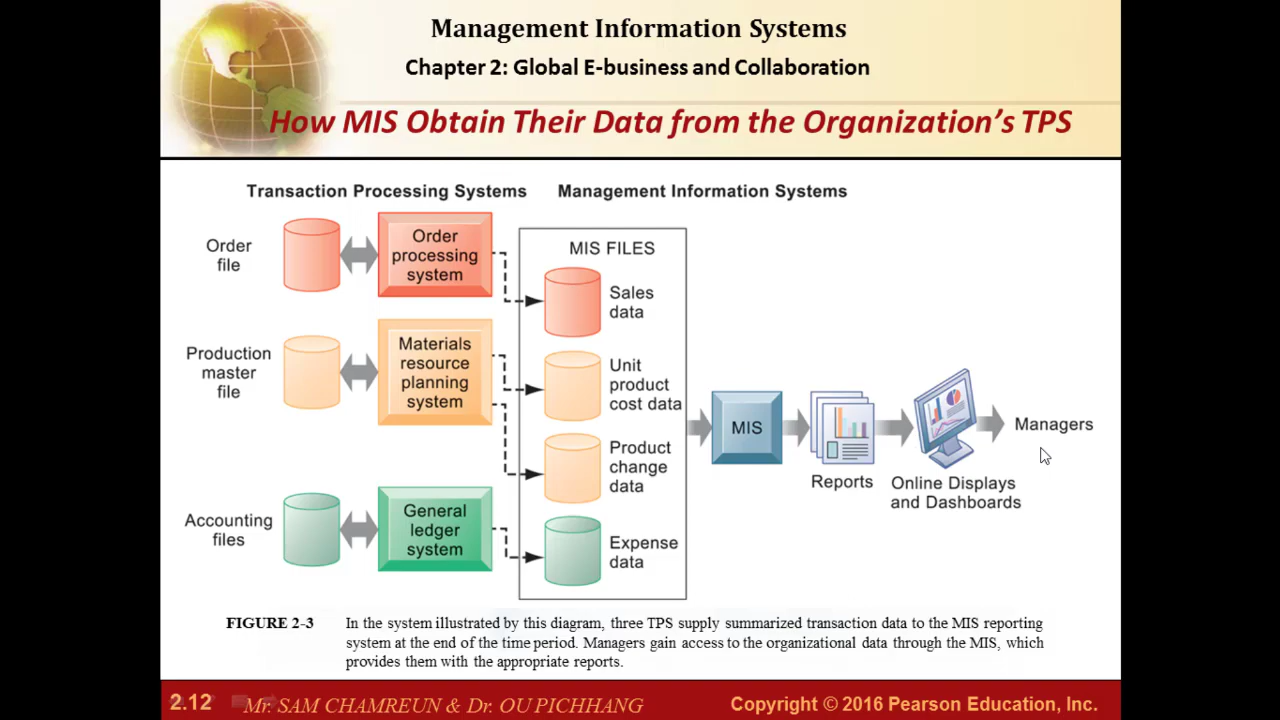 Management Information Systems
Chapter 2: Global E-business and Collaboration
How MIS Obtain Their Data from the Organization's TPS
Transaction Processing Systems
Management Information Systems
Order
file
Order
processing
system
MIS FILES
Sales
data
Production
master
file
Materials
resource
planning
system
Unit
product
cost data
Product
change
data
Accounting
files
General
ledger
system
Expense
data
MIS
Reports
Online Displays
and Dashboards
Managers
FIGURE 2-3
In the system illustrated by this diagram, three TPS supply summarized transaction data to the MIS reporting
system at the end of the time period. Managers gain access to the organizational data through the MIS, which
provides them with the appropriate reports.
2.12
Mr. SAM CHAMREUN & Dr. OU PICHHANG
Copyright © 2016 Pearson Education, Inc.